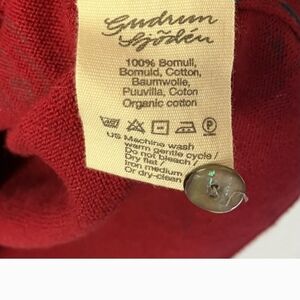 Gudrun
Sjödén
100% Bomull,
Bomuld, Cotton,
Baumwolle,
Puuvilla, Coton
Organic cotton
US Machine wash
warm gentle cycle/
Do not bleach/
Dry flat /
Iron medium
Or dry-clean